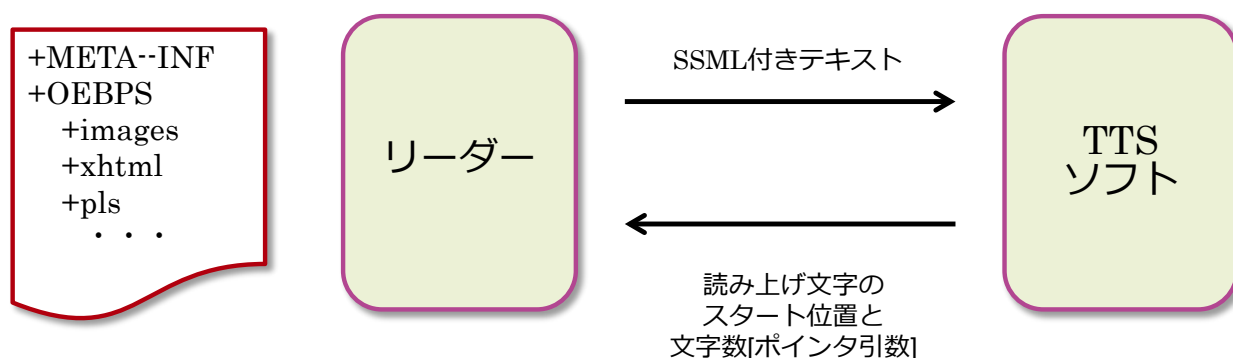 +META--INF
+OEBPS
+images
+xhtml
+pls
・・・
リーダー
SSML付きテキスト
読み上げ文字の
スタート位置と
文字数[ポインタ引数]
TTS
ソフト